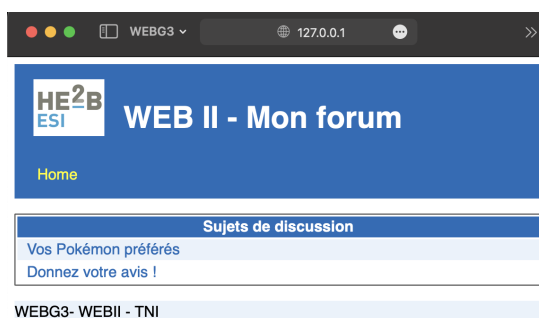 WEBG3
127.0.0.1
HE2B
ESI
WEB II - Mon forum
Home
Sujets de discussion
Vos Pokémon préférés
Donnez votre avis !
WEBG3- WEBII - TNI